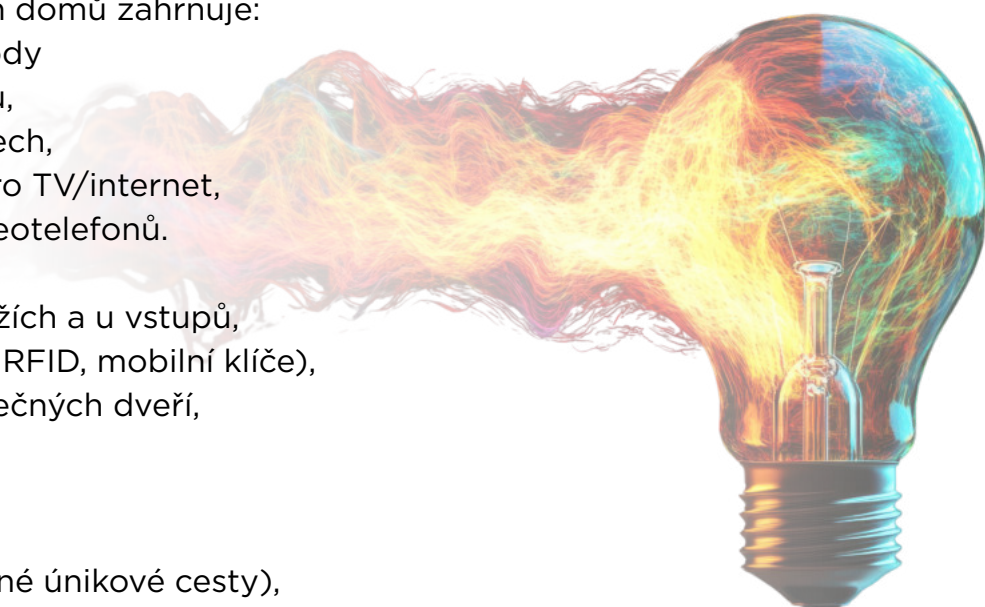 domů zahrnuje:
ody
ech,
ro TV/internet,
eotelefonů.
žích a u vstupů,
RFID, mobilní klíče),
ečných dveří,
né únikové cesty),